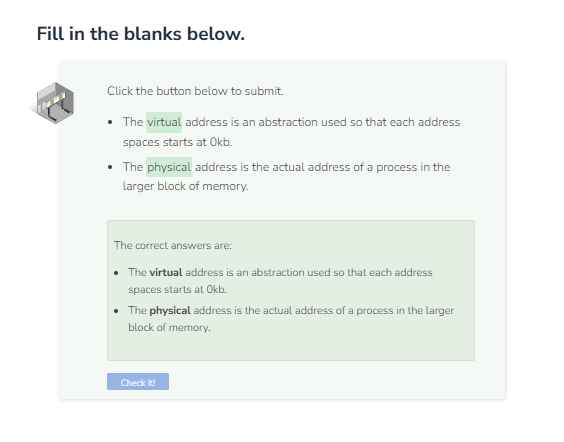 Fill in the blanks below.
Click the button below to submit.
• The virtual address is an abstraction used so that each address
spaces starts at 0kb.
• The physical address is the actual address of a process in the
larger block of memory.
The correct answers are:
• The virtual address is an abstraction used so that each address
spaces starts at 0kb.
• The physical address is the actual address of a process in the larger
block of memory.
Check It!